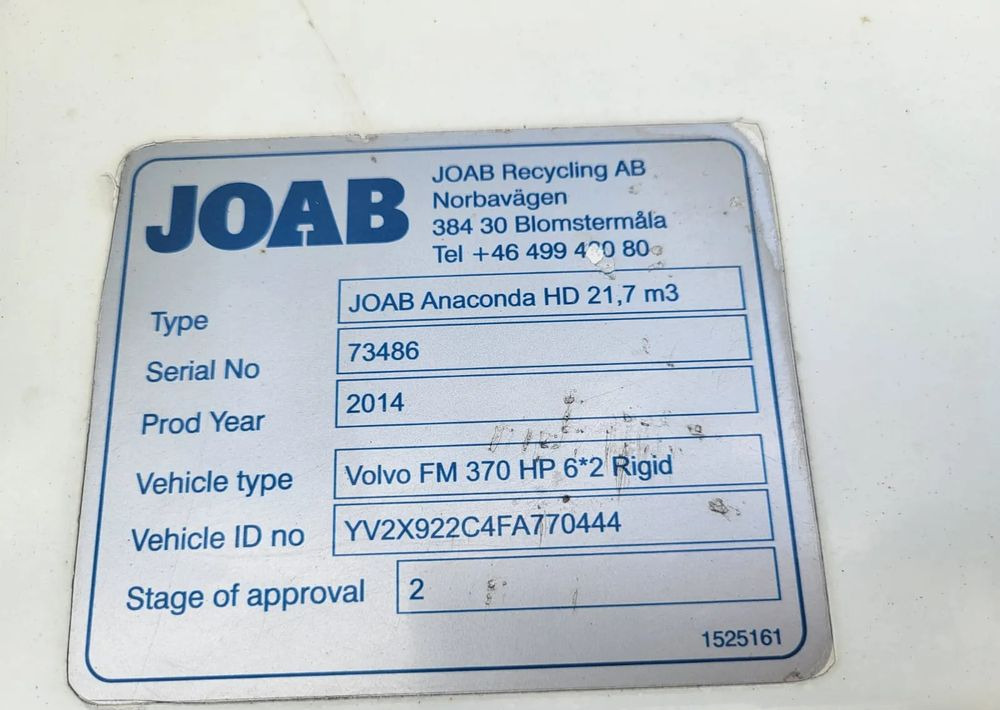 JOAB
JOAB Recycling AB
Norbavägen
384 30 Blomstermåla
Tel +46 499 80
Type JOAB Anaconda HD 21,7 m3
Serial No 73486
Prod Year 2014
Vehicle type Volvo FM 370 HP 6*2 Rigid
Vehicle ID no YV2X922C4FA770444
Stage of approval 2
1525161